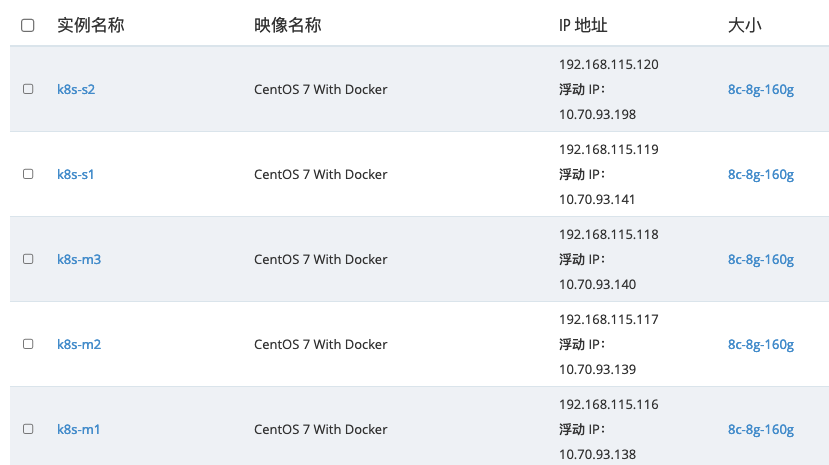 实例名称 映像名称 IP 地址 大小
192.168.115.120
k8s-s2 CentOS 7 With Docker 浮动 IP: 8c-8g-160g
10.70.93.198
192.168.115.119
k8s-s1 CentOS 7 With Docker 浮动 IP: 8c-8g-160g
10.70.93.141
192.168.115.118
k8s-m3 CentOS 7 With Docker 浮动 IP: 8c-8g-160g
10.70.93.140
192.168.115.117
k8s-m2 CentOS 7 With Docker 浮动 IP: 8c-8g-160g
10.70.93.139
192.168.115.116
k8s-m1 CentOS 7 With Docker 浮动 IP: 8c-8g-160g
10.70.93.138